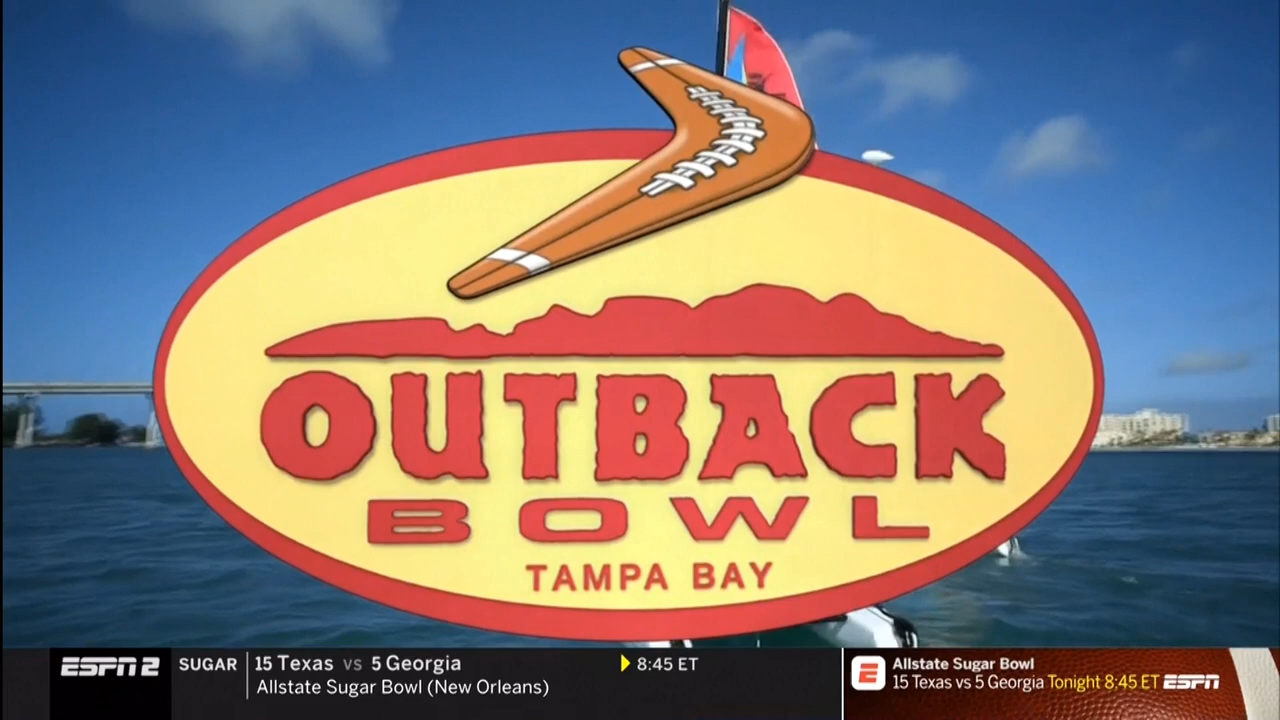 OUTBACK
BOWL
TAMPA BAY
ESPN2
SUGAR
15 Texas vs 5 Georgia
8:45 ET
Allstate Sugar Bowl (New Orleans)
E
Allstate Sugar Bowl
15 Texas vs 5 Georgia Tonight 8:45 ET ESPN